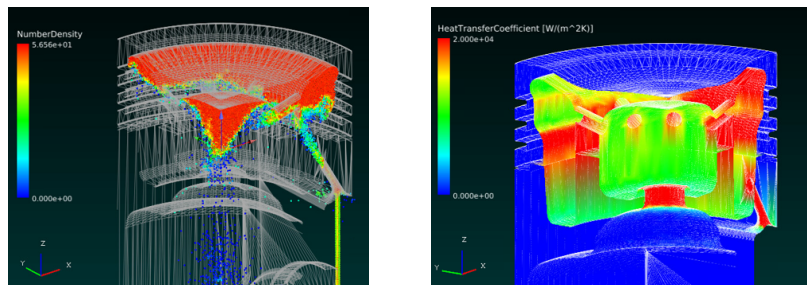 NumberDensity
5.656e+01
0.000e+00
Z
Y
X
HeatTransferCoefficient [W/(m^2K)]
2.000e+04
0.000e+00
Z
Y
X